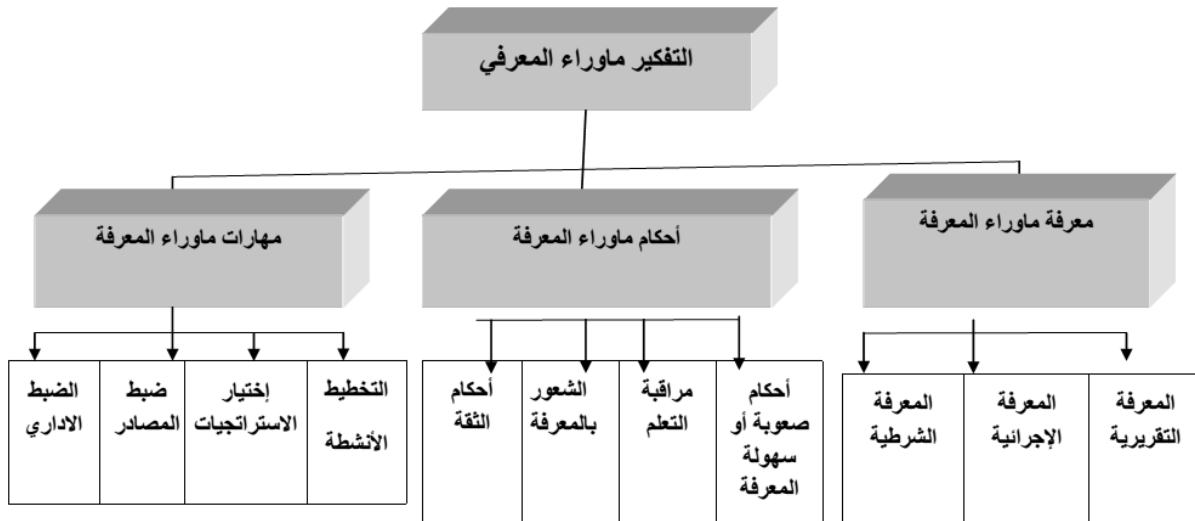 التفكير ماوراء المعرفي
معرفة ماوراء المعرفة
أحكام ماوراء المعرفة
مهارات ماوراء المعرفة
المعرفة
التقريرية
المعرفة
الإجرائية
المعرفة
الشرطية
أحكام
صعوبة أو
سهولة
المعرفة
مراقبة
التعلم
الشعور
بالمعرفة
أحكام
الثقة
التخطيط
الأنشطة
إختيار
الاستراتجيات
ضبط
المصادر
الضبط
الاداري